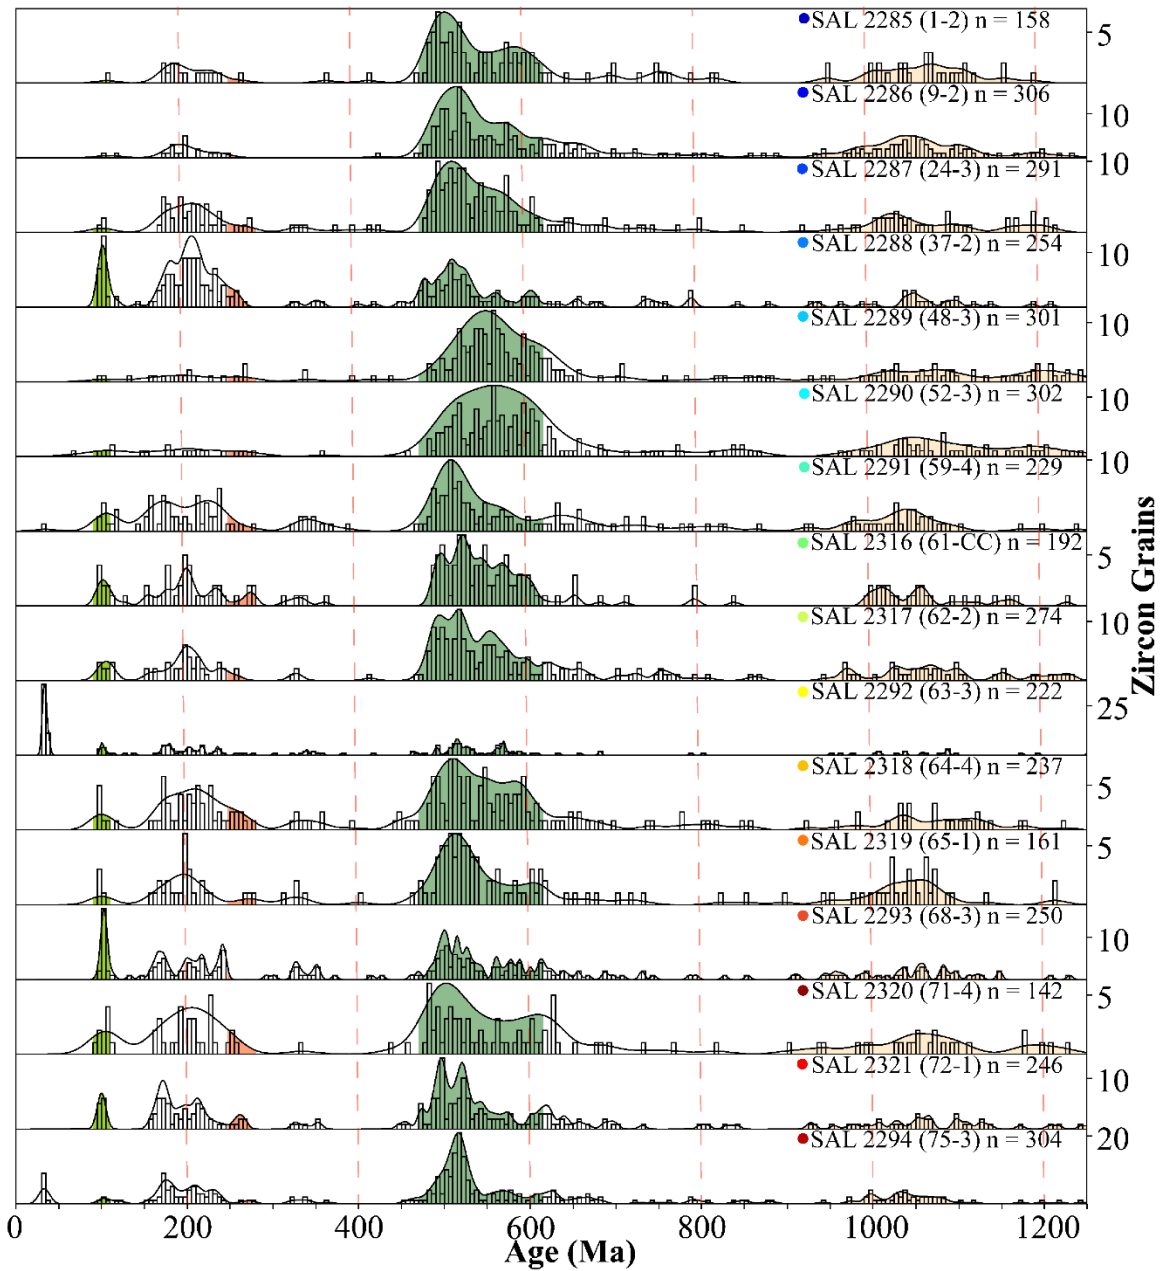 SAL 2285 (1-2) n = 158
5
SAL 2286 (9-2) n = 306
10
10
SAL 2287 (24-3) n = 291
SAL 2288 (37-2) n = 254
10
SAL 2289 (48-3) n = 301
10
SAL 2290 (52-3) n = 302
10
10
SAL 2291 (59-4) n = 229
SAL 2316 (61-CC) n = 192
5
SAL 2317 (62-2) n = 274
10
SAL 2292 (63-3) n = 222
25
SAL 2318 (64-4) n = 237
5
SAL 2319 (65-1) n = 161
5
SAL 2293 (68-3) n = 250
10
SAL 2320 (71-4) n = 142
5
SAL 2321 (72-1) n = 246
10
SAL 2294 (75-3) n = 304
20
Zircon Grains
0 200 400 600 800 1000 1200
Age (Ma)